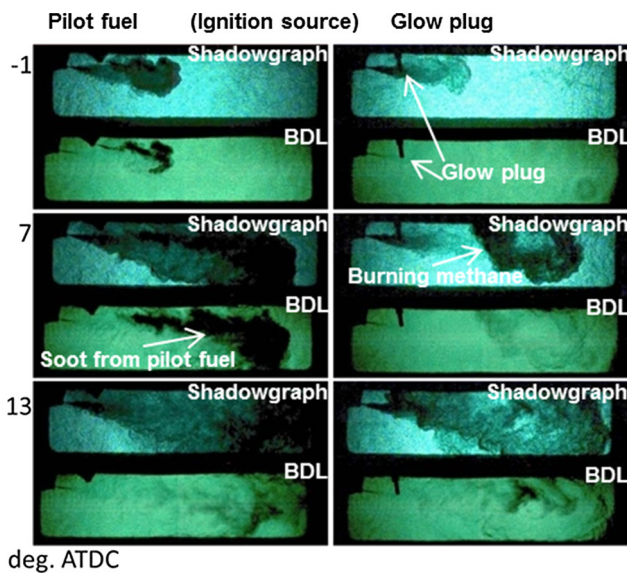 Pilot fuel (Ignition source) Glow plug
-1 Shadowgraph Shadowgraph
BDL BDL
Glow plug
7 Shadowgraph Shadowgraph
Burning methane
BDL BDL
Soot from pilot fuel
13 Shadowgraph Shadowgraph
BDL BDL
deg. ATDC